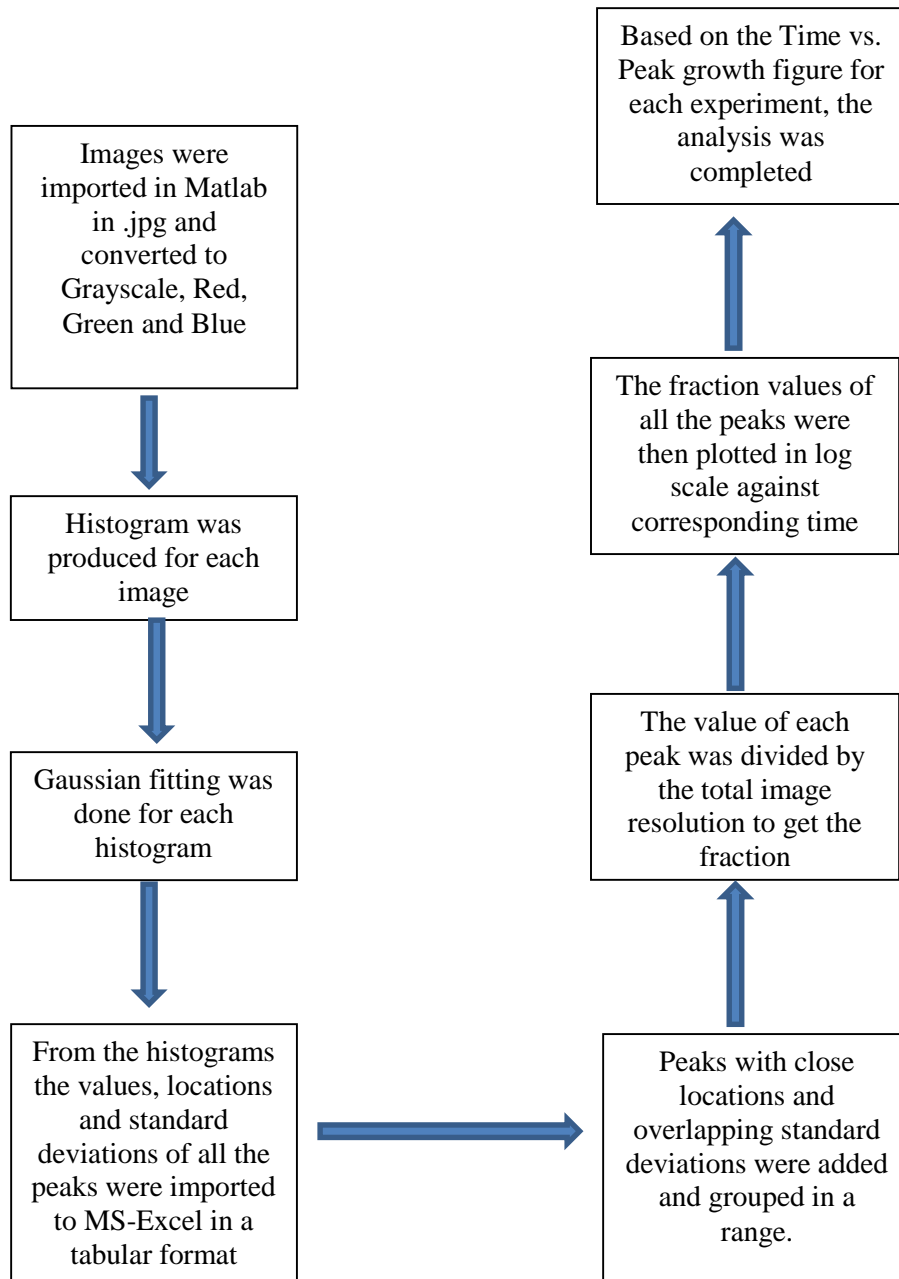 Images were
imported in Matlab
in .jpg and
converted to
Grayscale, Red,
Green and Blue
Histogram was
produced for each
image
Gaussian fitting was
done for each
histogram
From the histograms
the values, locations
and standard
deviations of all the
peaks were imported
to MS-Excel in a
tabular format
Peaks with close
locations and
overlapping standard
deviations were added
and grouped in a
range.
The value of each
peak was divided by
the total image
resolution to get the
fraction
The fraction values of
all the peaks were
then plotted in log
scale against
corresponding time
Based on the Time vs.
Peak growth figure for
each experiment, the
analysis was
completed